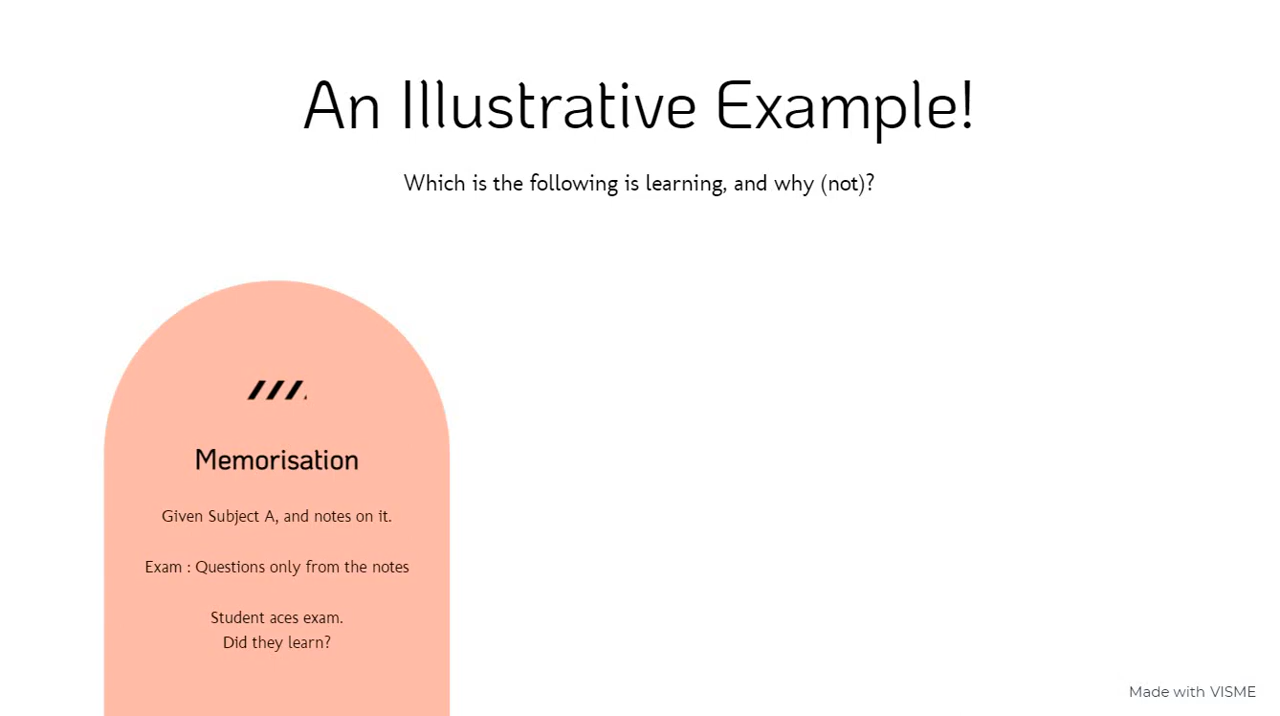 An Illustrative Example!
Which is the following is learning, and why (not)?
Memorisation
Given Subject A, and notes on it.
Exam : Questions only from the notes
Student aces exam.
Did they learn?
Made with VISME